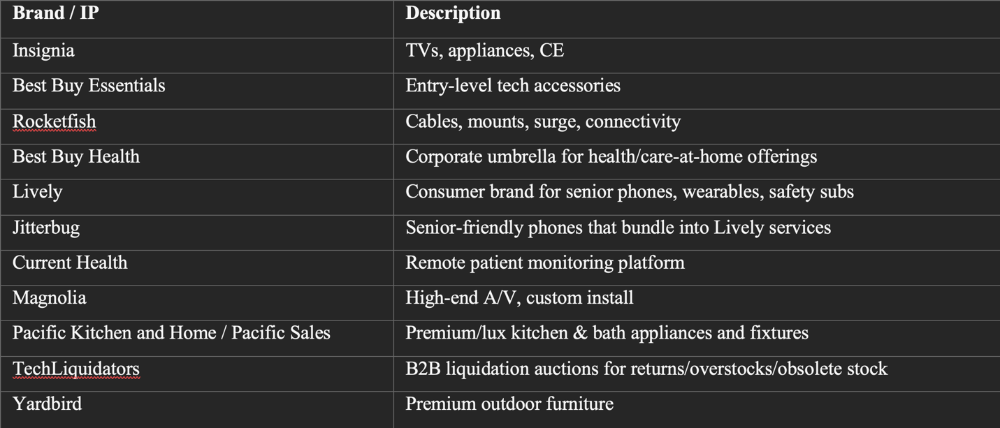 Brand / IP Description
Insignia TVs, appliances, CE
Best Buy Essentials Entry-level tech accessories
Rocketfish Cables, mounts, surge, connectivity
Best Buy Health Corporate umbrella for health/care-at-home offerings
Lively Consumer brand for senior phones, wearables, safety subs
Jitterbug Senior-friendly phones that bundle into Lively services
Current Health Remote patient monitoring platform
Magnolia High-end A/V, custom install
Pacific Kitchen and Home / Pacific Sales Premium/lux kitchen & bath appliances and fixtures
TechLiquidators B2B liquidation auctions for returns/overstocks/obsolete stock
Yardbird Premium outdoor furniture